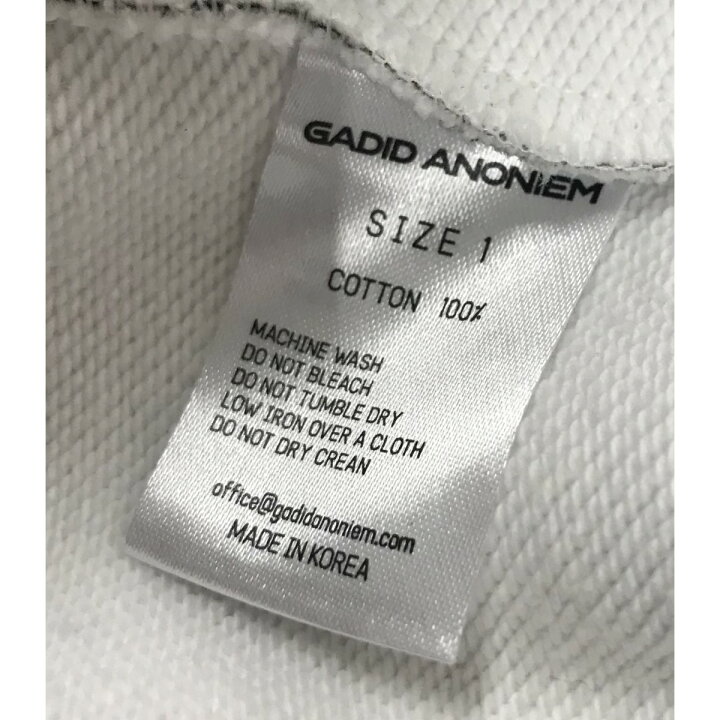 GADID ANONIEM
SIZE 1
COTTON 100%
MACHINE WASH
DO NOT BLEACH
DO NOT TUMBLE DRY
LOW IRON OVER A CLOTH
DO NOT DRY CREAN
office@gadidanoniem.com
MADE IN KOREA